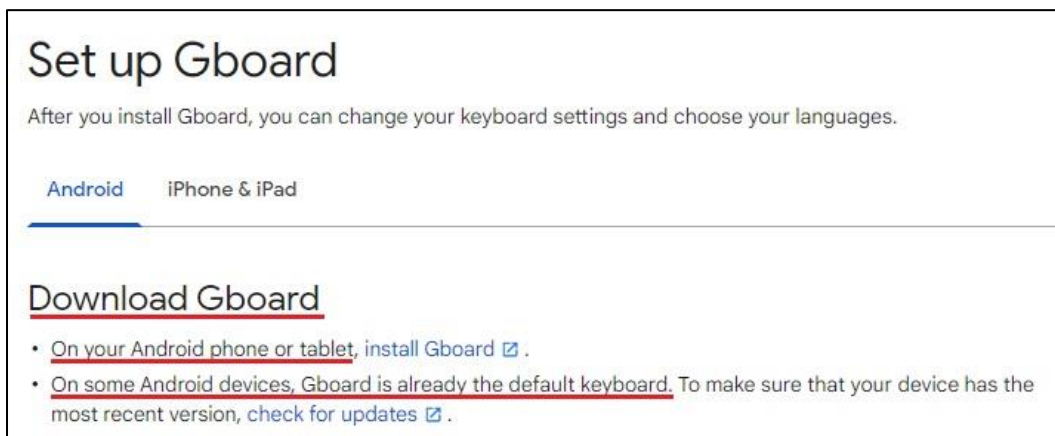 Set up Gboard
After you install Gboard, you can change your keyboard settings and choose your languages.
Android iPhone & iPad
Download Gboard
• On your Android phone or tablet, install Gboard .
• On some Android devices, Gboard is already the default keyboard. To make sure that your device has the
most recent version, check for updates .